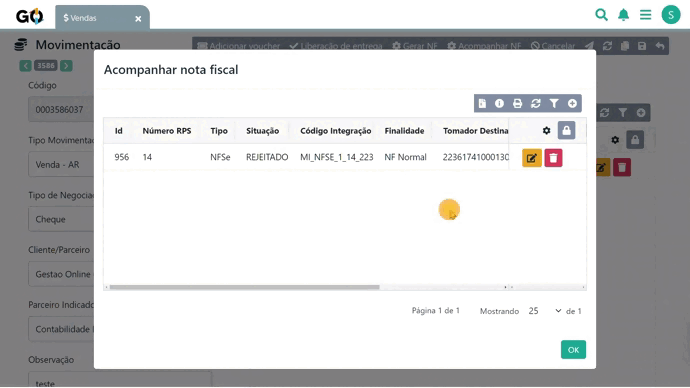 GO
$ Vendas
×
S
Movimentação
Adicionar voucher
Liberação de entrega
Gerar NF
Acompanhar NF
Cancelar
3586
Acompanhar nota fiscal
Código
0003586037
Id Número RPS Tipo Situação Código Integração Finalidade Tomador Destina
Tipo Movimenta
956 14 NFSe REJEITADO MI_NFSE_1_14_223 NF Normal 22361741000130
Venda - AR
Tipo de Negocia
Cheque
Cliente/Parceiro
Gestao Online
Parceiro Indicado
Contabilidade
Página 1 de 1 Mostrando 25 de 1
OK
Observação
teste